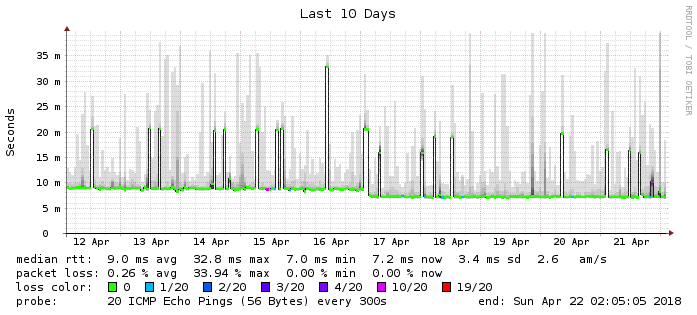 Last 10 Days
RRDTOOL / TOBI OETIKER
Seconds
35 m
30 m
25 m
20 m
15 m
10 m
5 m
0
12 Apr 13 Apr 14 Apr 15 Apr 16 Apr 17 Apr 18 Apr 19 Apr 20 Apr 21 Apr
median rtt: 9.0 ms avg 32.8 ms max 7.0 ms min 7.2 ms now 3.4 ms sd 2.6 am/s
packet loss: 0.26 % avg 33.94 % max 0.00 % min 0.00 % now
loss color: 0 1/20 2/20 3/20 4/20 10/20 19/20
probe: 20 ICMP Echo Pings (56 Bytes) every 300s end: Sun Apr 22 02:05:05 2018